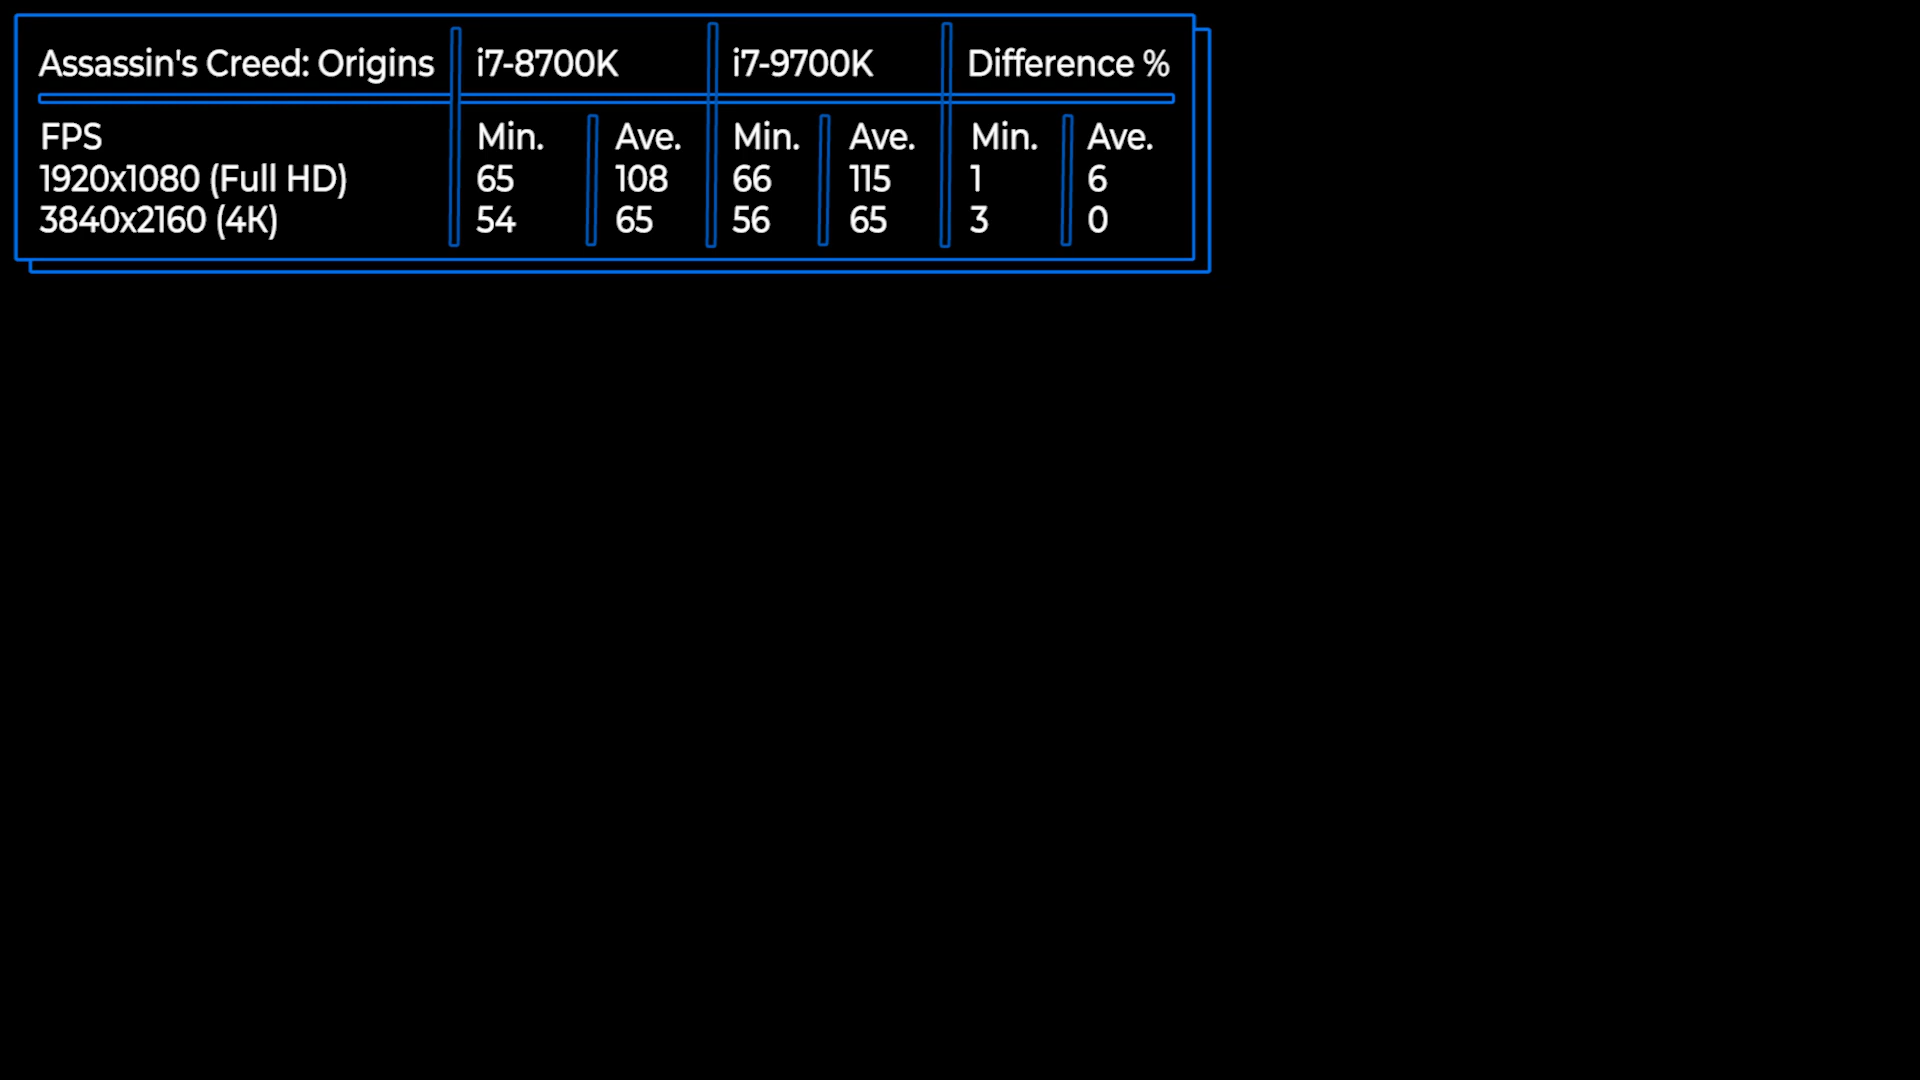 Assassin's Creed: Origins i7-8700K i7-9700K Difference %
FPS Min. Ave. Min. Ave. Min. Ave.
1920x1080 (Full HD) 65 108 66 115 1 6
3840x2160 (4K) 54 65 56 65 3 0